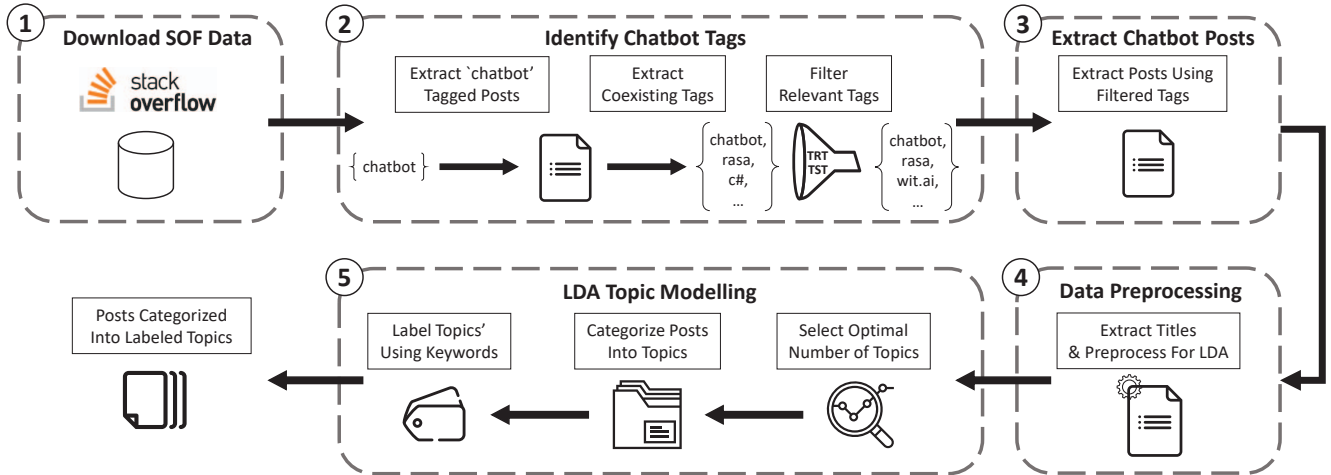 1
Download SOF Data
stack
overflow
2
Identify Chatbot Tags
Extract `chatbot’
Tagged Posts
Extract
Coexisting Tags
Filter
Relevant Tags
{ chatbot }
chatbot,
rasa,
c#,
...
TRT
TST
chatbot,
rasa,
wit.ai,
...
3
Extract Chatbot Posts
Extract Posts Using
Filtered Tags
4
Data Preprocessing
Extract Titles
& Preprocess For LDA
5
LDA Topic Modelling
Select Optimal
Number of Topics
Categorize Posts
Into Topics
Label Topics’
Using Keywords
Posts Categorized
Into Labeled Topics